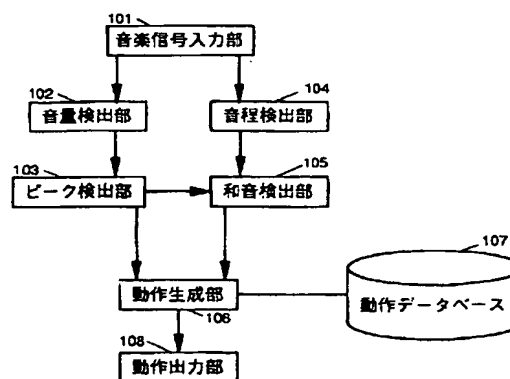 101
音楽信号入力部
102
音量検出部
104
音程検出部
103
ピーク検出部
105
和音検出部
107
動作データベース
動作生成部
106
108
動作出力部